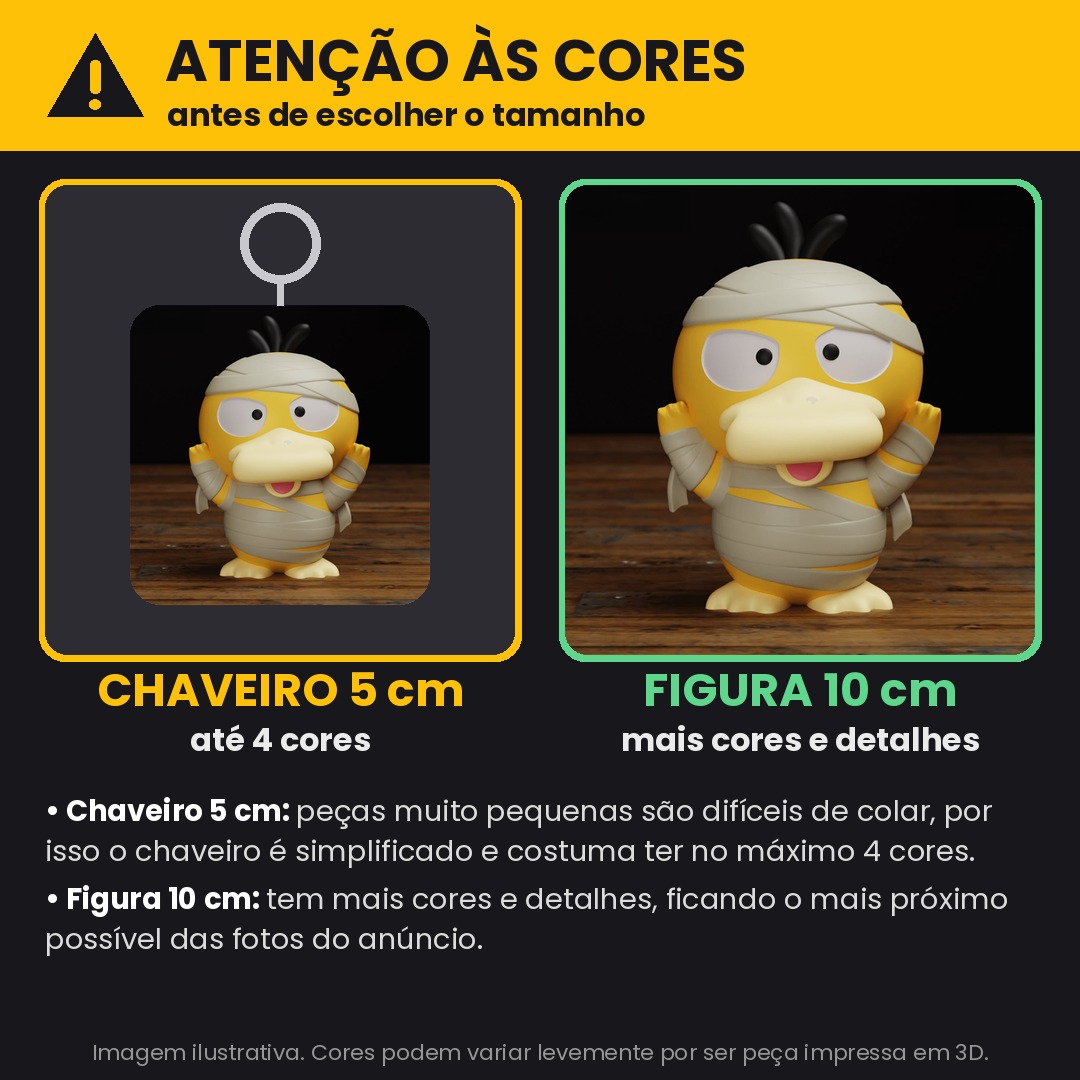 ATENÇÃO ÀS CORES
antes de escolher o tamanho
CHAVEIRO 5 cm
até 4 cores
FIGURA 10 cm
mais cores e detalhes
• Chaveiro 5 cm: peças muito pequenas são difíceis de colar, por
isso o chaveiro é simplificado e costuma ter no máximo 4 cores.
• Figura 10 cm: tem mais cores e detalhes, ficando o mais próximo
possível das fotos do anúncio.
Imagem ilustrativa. Cores podem variar levemente por ser peça impressa em 3D.